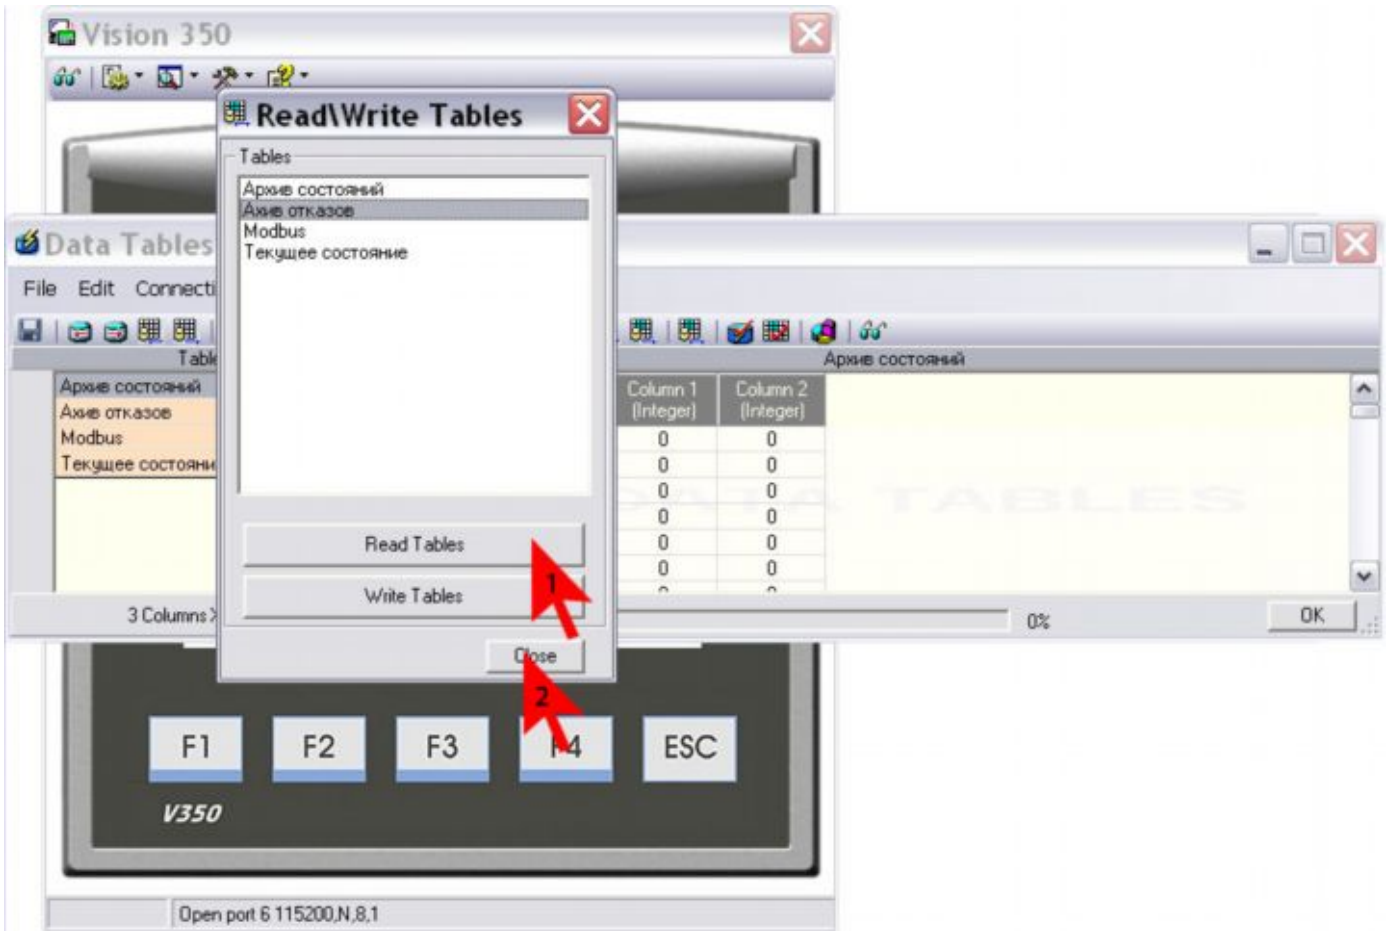 Vision 350
Read\Write Tables
Tables
Архив состояний
Ахив отказов
Modbus
Текущее состояние
Data Tables
File Edit Connecti
Tabl
Архив состояний
Архив состояний
Ахив отказов
Modbus
Текущее состояни
Column 1 (Integer)
Column 2 (Integer)
0 0
0 0
0 0
0 0
0 0
0 0
DATA TABLES
Read Tables
1
Write Tables
3 Columns
0%
OK
Close
2
F1 F2 F3 F4 ESC
V350
Open port 6 115200,N,8,1